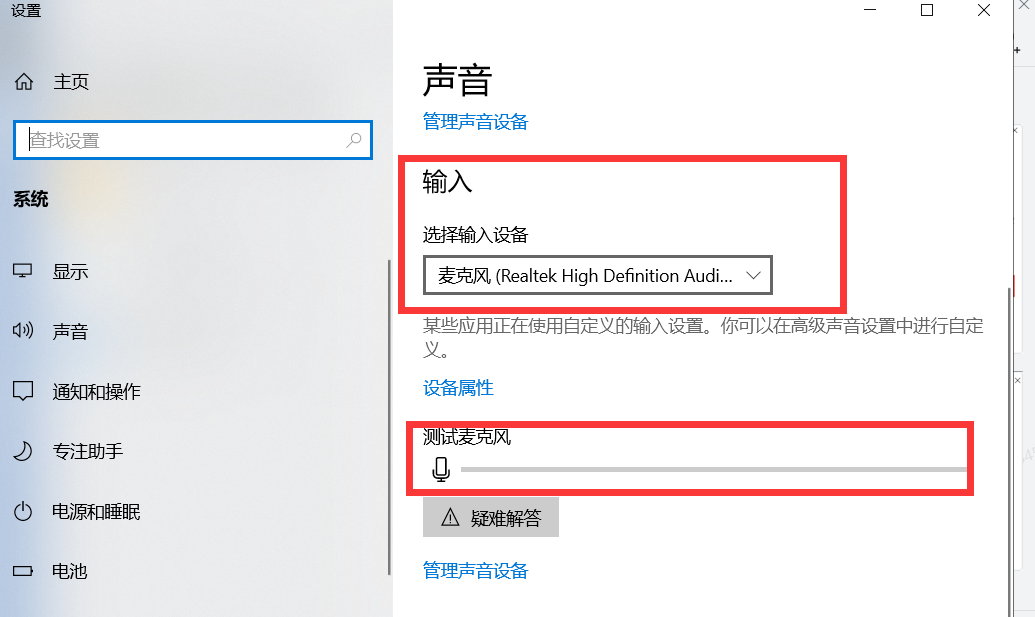 设置
主页
查找设置
系统
显示
声音
通知和操作
专注助手
电源和睡眠
电池
声音
管理声音设备
输入
选择输入设备
麦克风 (Realtek High Definition Audi...
某些应用正在使用自定义的输入设置。你可以在高级声音设置中进行自定
义。
设备属性
测试麦克风
疑难解答
管理声音设备